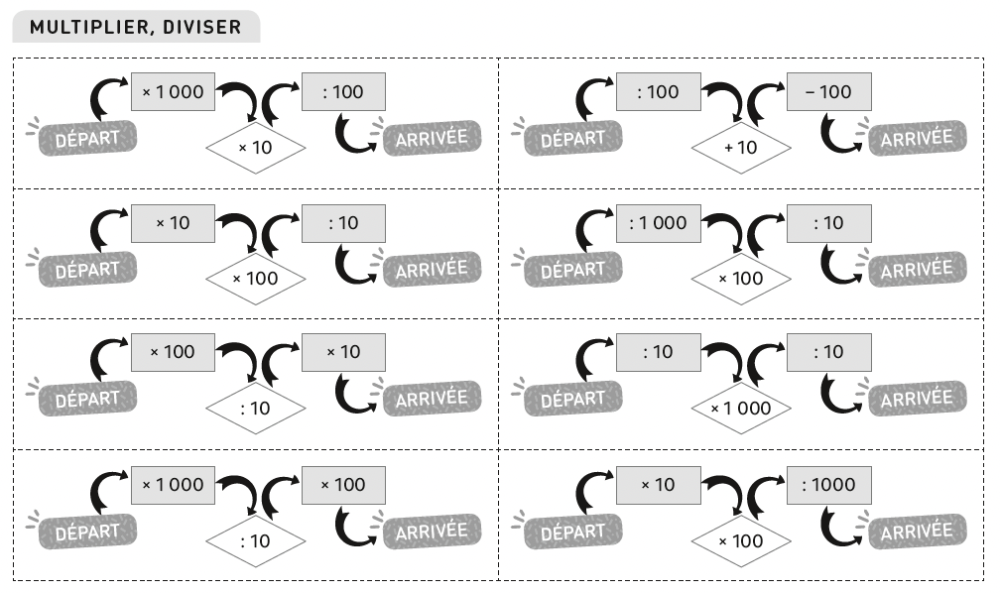 MULTIPLIER, DIVISER
× 1 000
: 100
DÉPART
× 10
ARRIVÉE
: 100
– 100
DÉPART
+ 10
ARRIVÉE
× 10
: 10
DÉPART
× 100
ARRIVÉE
: 1 000
: 10
DÉPART
× 100
ARRIVÉE
× 100
× 10
DÉPART
: 10
ARRIVÉE
: 10
: 10
DÉPART
× 1 000
ARRIVÉE
× 1 000
× 100
DÉPART
: 10
ARRIVÉE
× 10
: 1000
DÉPART
× 100
ARRIVÉE